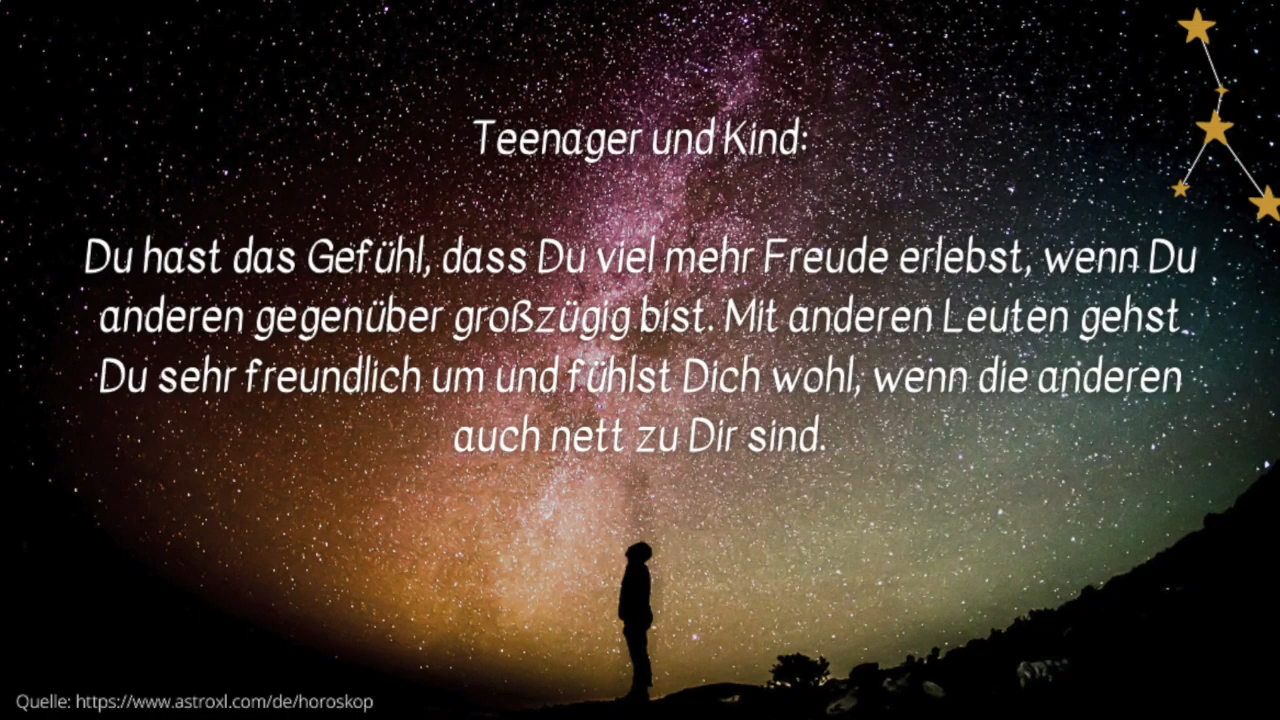 Teenager und Kind:
Du hast das Gefühl, dass Du viel mehr Freude erlebst, wenn Du
anderen gegenüber großzügig bist. Mit anderen Leuten gehst
Du sehr freundlich um und fühlst Dich wohl, wenn die anderen
auch nett zu Dir sind.
Quelle: https://www.astroxl.com/de/horoskop